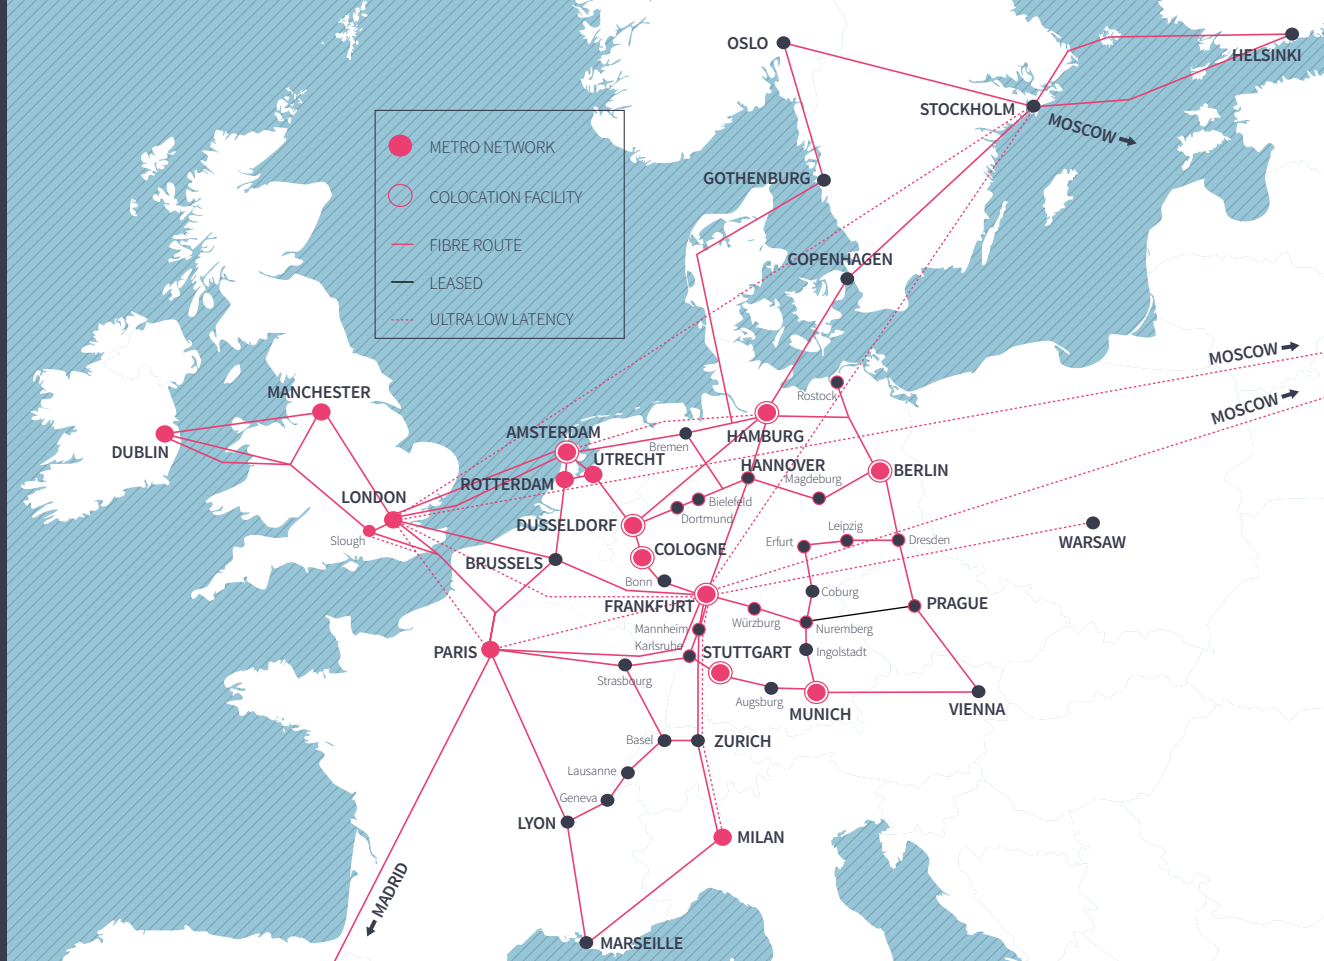 OSLO
HELSINKI
STOCKHOLM
MOSCOW
METRO NETWORK
COLOCATION FACILITY
FIBRE ROUTE
LEASED
ULTRA LOW LATENCY
GOTHENBURG
COPENHAGEN
MOSCOW
MOSCOW
MANCHESTER
Rostock
DUBLIN
AMSTERDAM
HAMBURG
Bremen
UTRECHT
HANNOVER
BERLIN
ROTTERDAM
Magdeburg
LONDON
Bielefeld
Dortmund
DUSSELDORF
Slough
Leipzig
Erfurt
Dresden
WARSAW
COLOGNE
BRUSSELS
Bonn
Coburg
FRANKFURT
PRAGUE
Würzburg
Mannheim
Nuremberg
Karlsruhe
PARIS
STUTTGART
Ingolstadt
Strasbourg
Augsburg
MUNICH
VIENNA
Basel
ZURICH
Lausanne
Geneva
LYON
MILAN
MADRID
MARSEILLE